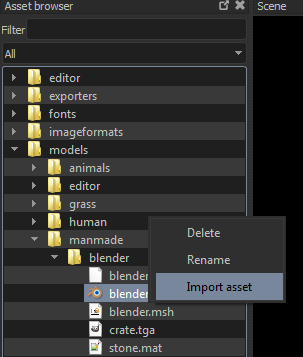 Asset browser
Scene
Filter
All
editor
exporters
fonts
imageformats
models
animals
editor
grass
human
manmade
blender
blender
blender
blender.msh
crate.tga
stone.mat
Delete
Rename
Import asset